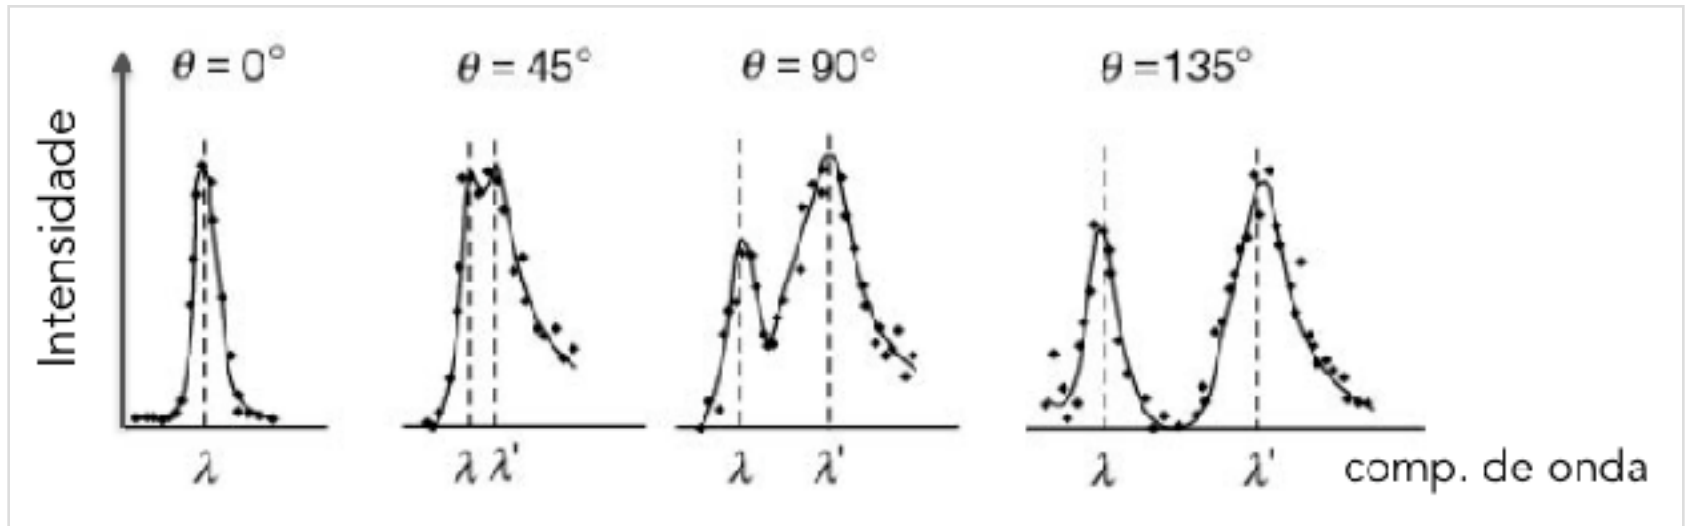 θ = 0°
θ = 45°
θ = 90°
θ = 135°
Intensidade
λ
λ λ'
λ
λ'
λ
λ'
comp. de onda